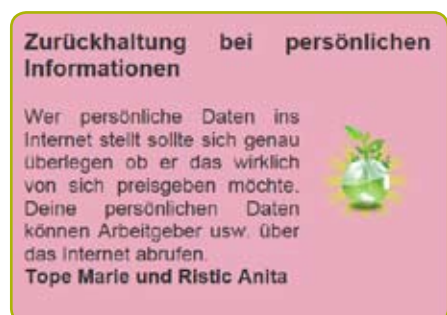 Zurückhaltung bei persönlichen
Informationen
Wer persönliche Daten ins
Internet stellt sollte sich genau
überlegen ob er das wirklich
von sich preisgeben möchte.
Deine persönlichen Daten
können Arbeitgeber usw. über
das Internet abrufen.
Tope Marie und Ristic Anita